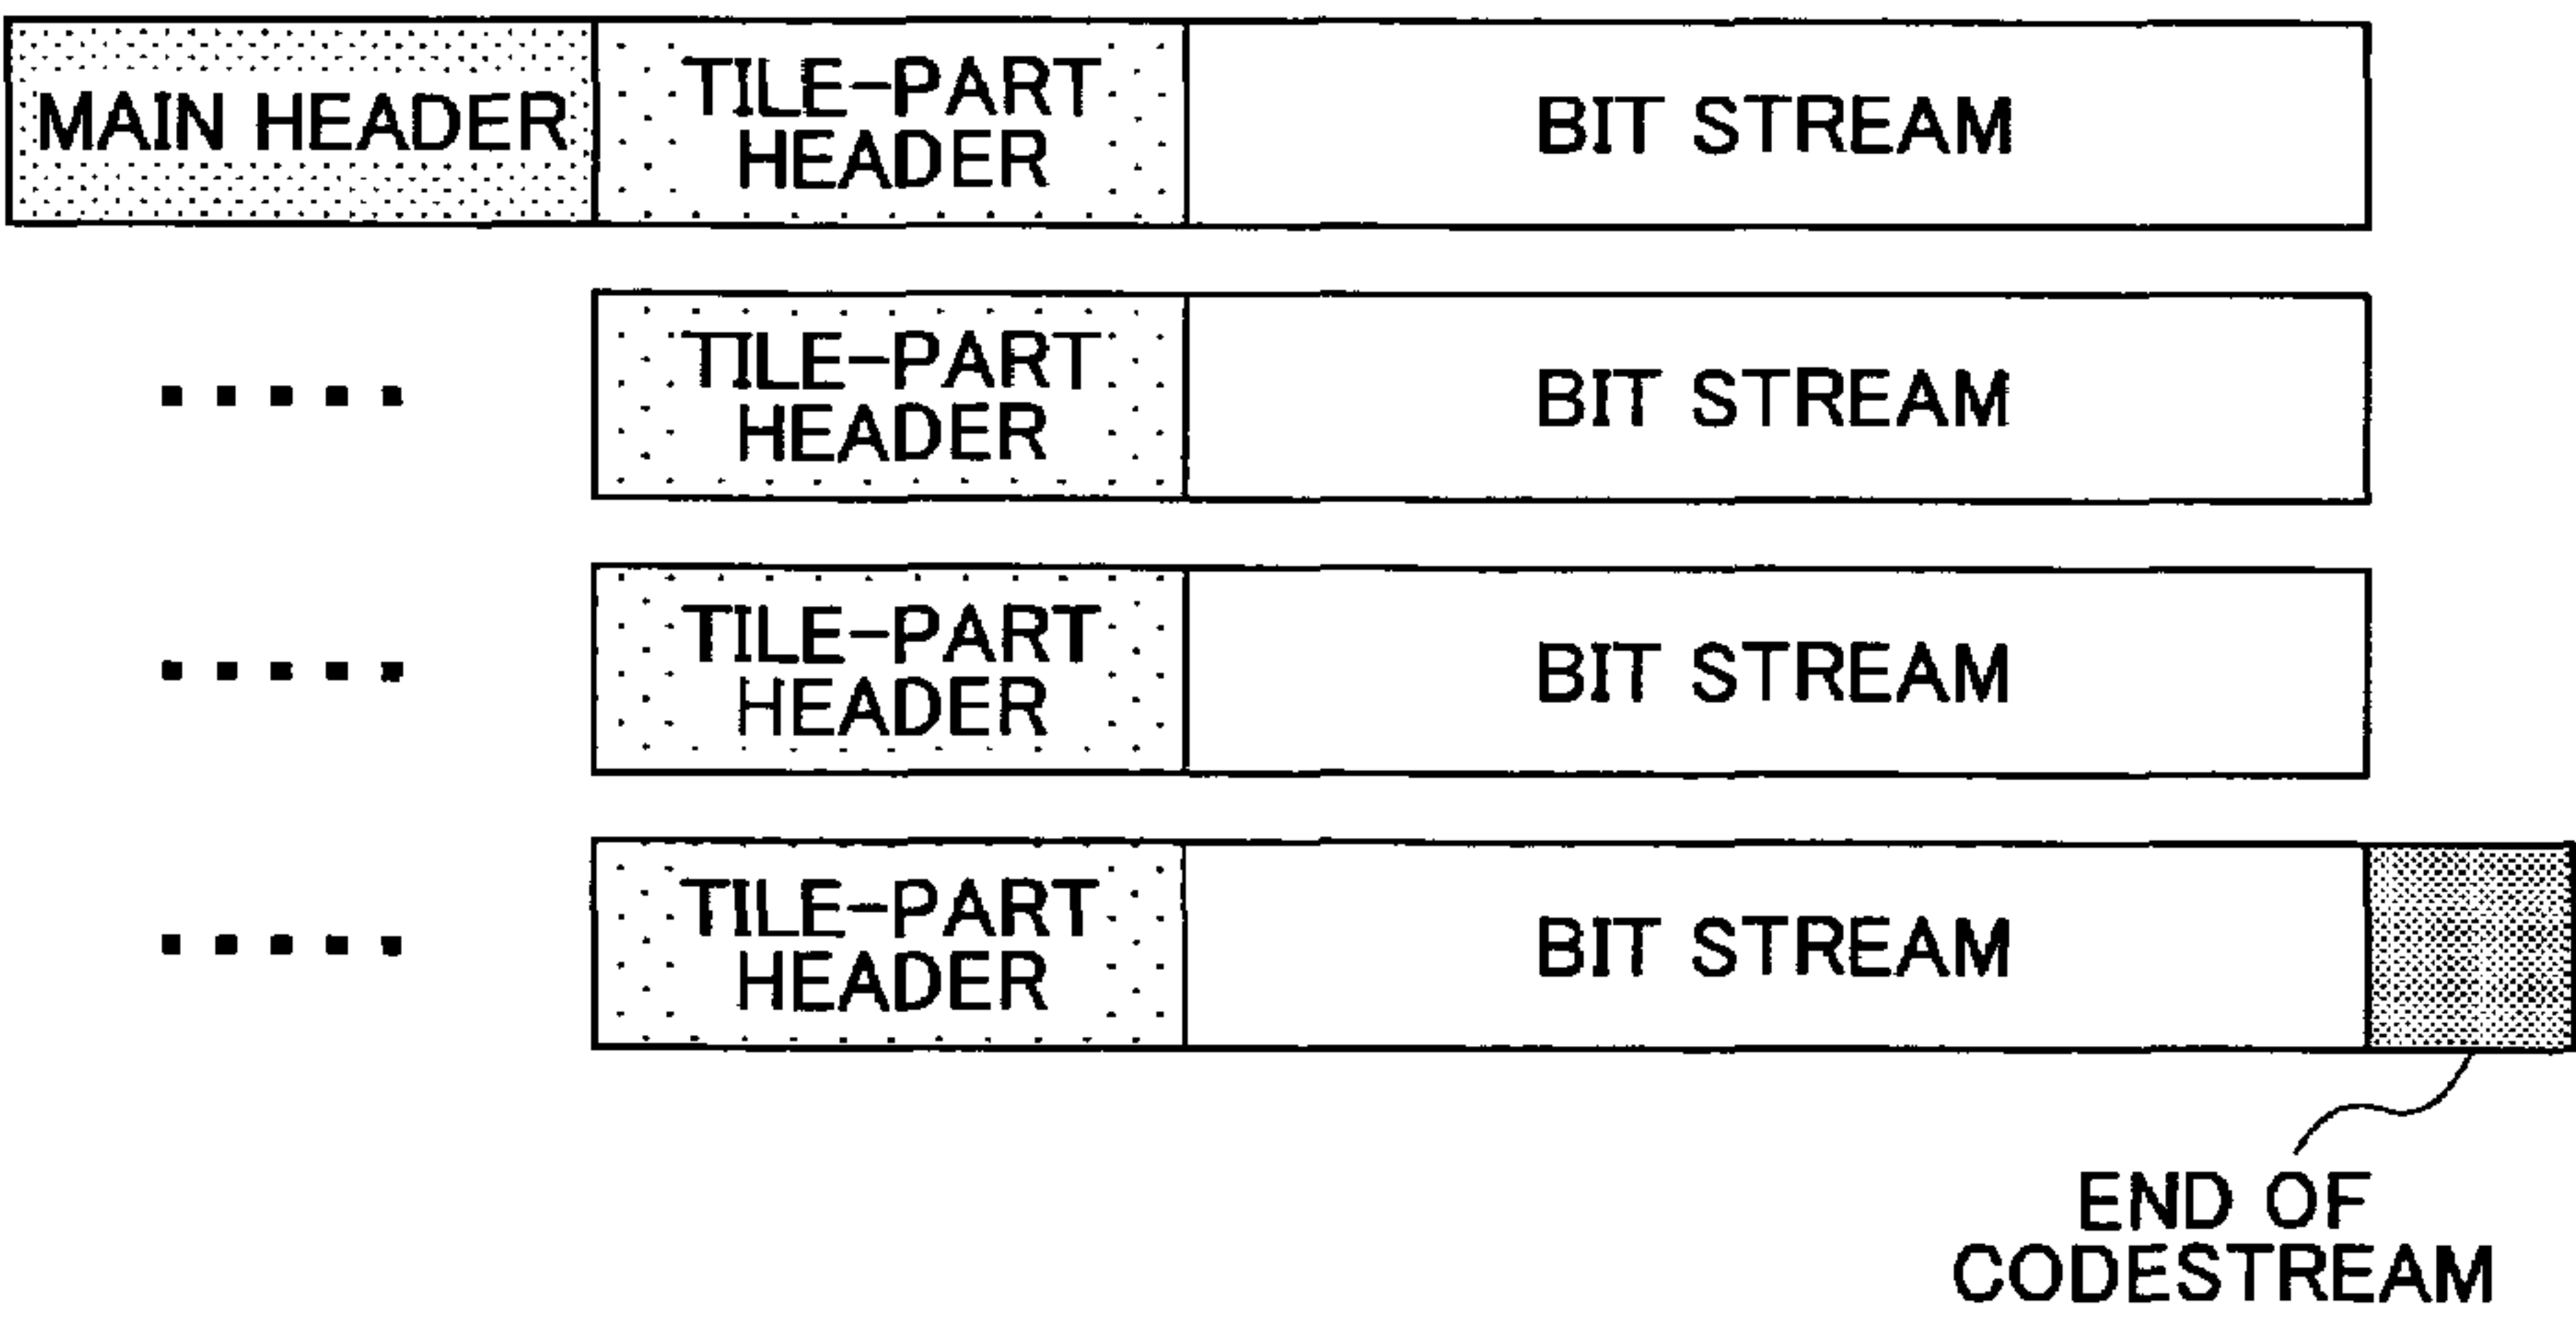 MAIN HEADER
TILE-PART
HEADER
BIT STREAM
TILE-PART
HEADER
BIT STREAM
TILE-PART
HEADER
BIT STREAM
TILE-PART
HEADER
BIT STREAM
END OF
CODESTREAM